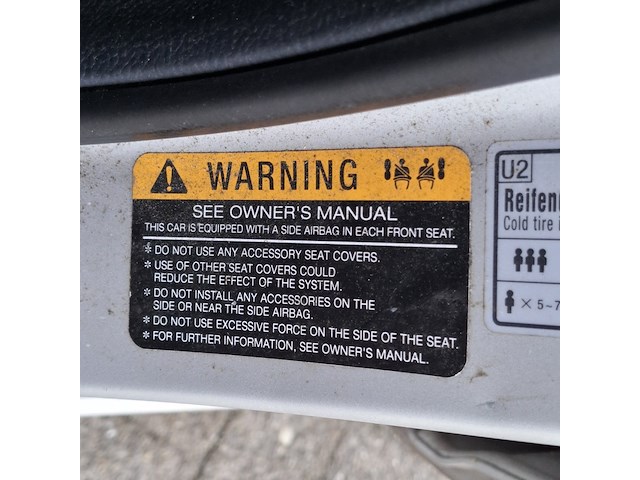 WARNING
SEE OWNER'S MANUAL
THIS CAR IS EQUIPPED WITH A SIDE AIRBAG IN EACH FRONT SEAT.
* DO NOT USE ANY ACCESSORY SEAT COVERS.
* USE OF OTHER SEAT COVERS COULD
REDUCE THE EFFECT OF THE SYSTEM.
* DO NOT INSTALL ANY ACCESSORIES ON THE
SIDE OR NEAR THE SIDE AIRBAG.
* DO NOT USE EXCESSIVE FORCE ON THE SIDE OF THE SEAT.
* FOR FURTHER INFORMATION, SEE OWNER'S MANUAL.
U2
Cold tire
× 5~7